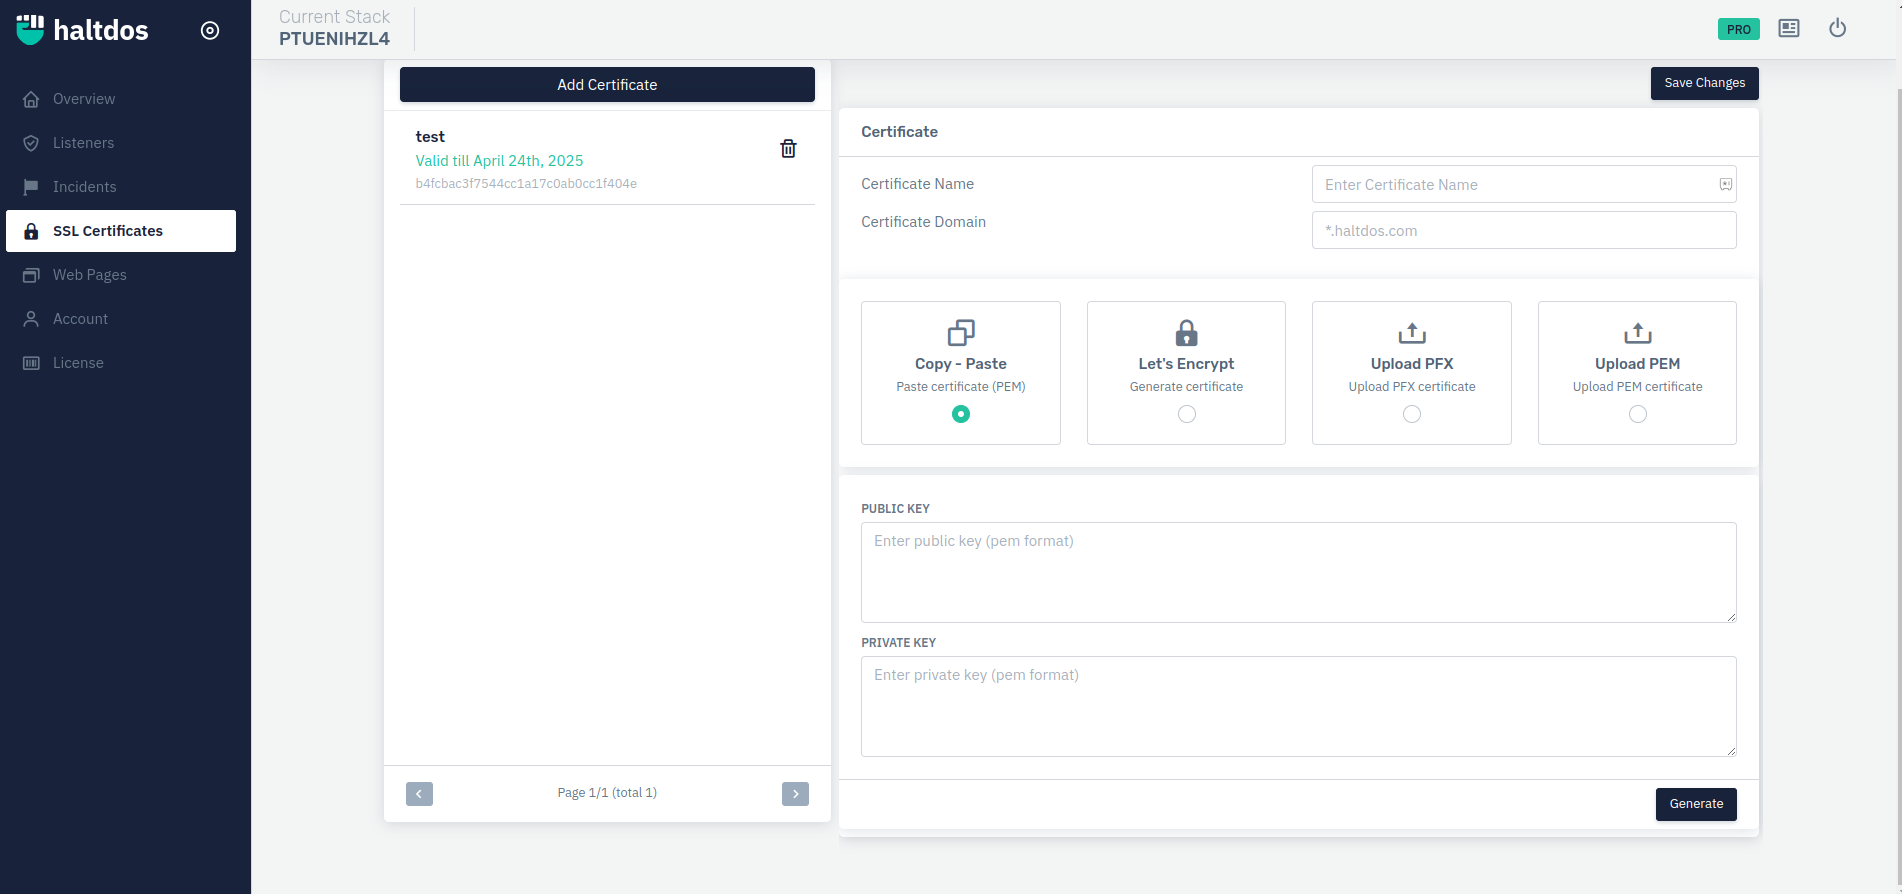 haltdos
Overview
Listeners
Incidents
SSL Certificates
Web Pages
Account
License
Current Stack
PTUENIHZL4
PRO
Add Certificate
test
Valid till April 24th, 2025
b4fcbac3f7544cc1a17c0ab0cc1f404e
Page 1/1 (total 1)
Save Changes
Certificate
Certificate Name
Enter Certificate Name
Certificate Domain
*.haltdos.com
Copy - Paste
Paste certificate (PEM)
Let's Encrypt
Generate certificate
Upload PFX
Upload PFX certificate
Upload PEM
Upload PEM certificate
PUBLIC KEY
Enter public key (pem format)
PRIVATE KEY
Enter private key (pem format)
Generate